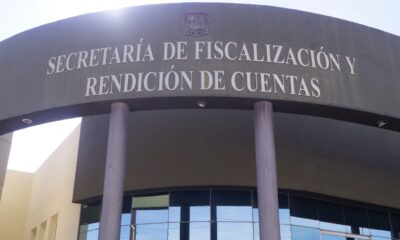 SECRETARÍA DE FISCALIZACIÓN Y
RENDICIÓN DE CUENTAS